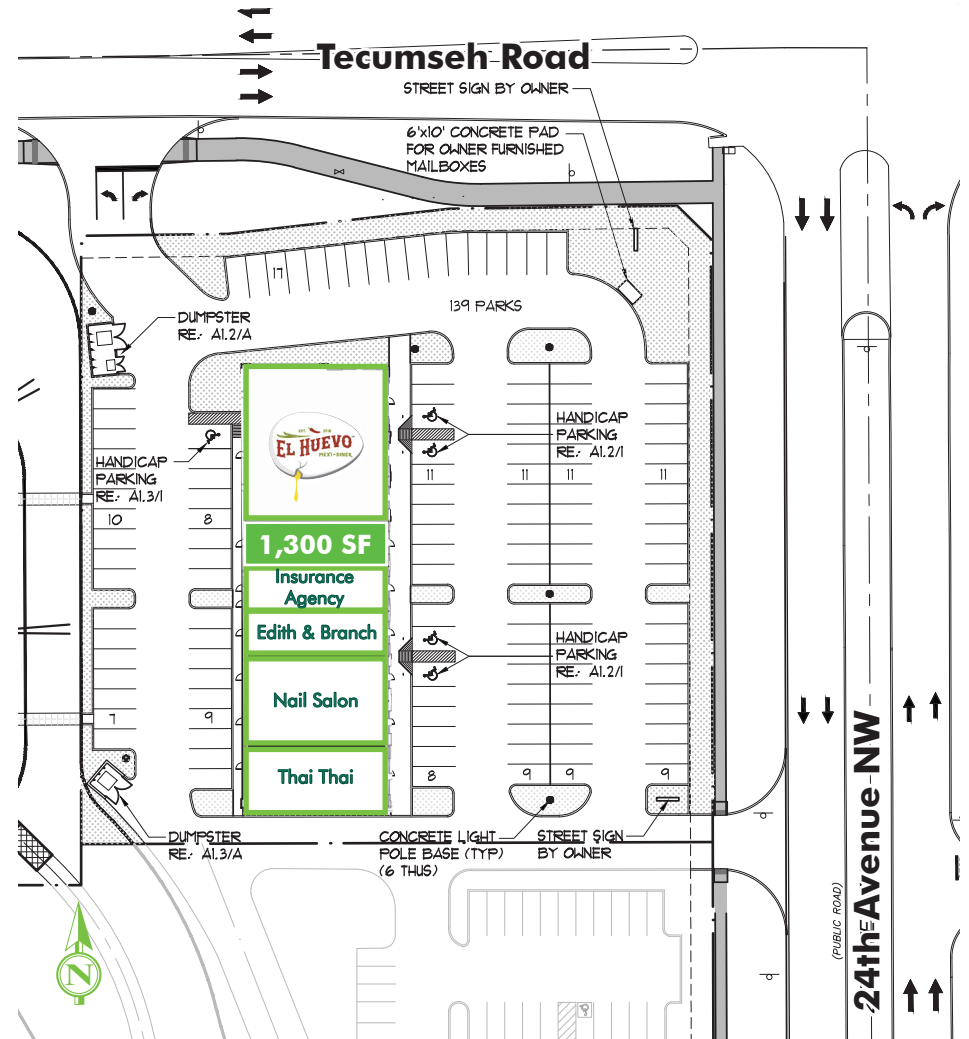 Tecumseh Road
STREET SIGN BY OWNER
6'x10' CONCRETE PAD
FOR OWNER FURNISHED
MAILBOXES
17
139 PARKS
DUMPSTER
RE: A1.2/A
EST. 2018
EL HUEVO
MEXI-DINER
HANDICAP
PARKING
RE: A1.2/1
HANDICAP
PARKING
RE: A1.3/1
11
11
11
11
10
8
1,300 SF
Insurance
Agency
Edith & Branch
HANDICAP
PARKING
RE: A1.2/1
Nail Salon
7
9
Thai Thai
8
9
9
9
DUMPSTER
RE: A1.3/A
CONCRETE LIGHT
POLE BASE (TYP)
(6 THUS)
STREET SIGN
BY OWNER
24th Avenue NW
(PUBLIC ROAD)
N